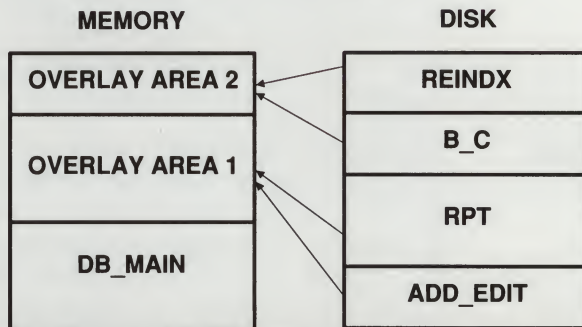 MEMORY
OVERLAY AREA 2
OVERLAY AREA 1
DB_MAIN
DISK
REINDX
B_C
RPT
ADD_EDIT